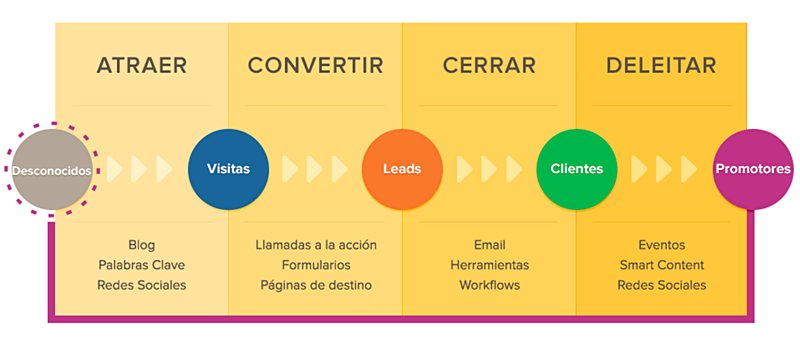 ATRAER
CONVERTIR
CERRAR
DELEITAR
Desconocidos
Visitas
Leads
Clientes
Promotores
Blog
Palabras Clave
Redes Sociales
Llamadas a la acción
Formularios
Páginas de destino
Email
Herramientas
Workflows
Eventos
Smart Content
Redes Sociales